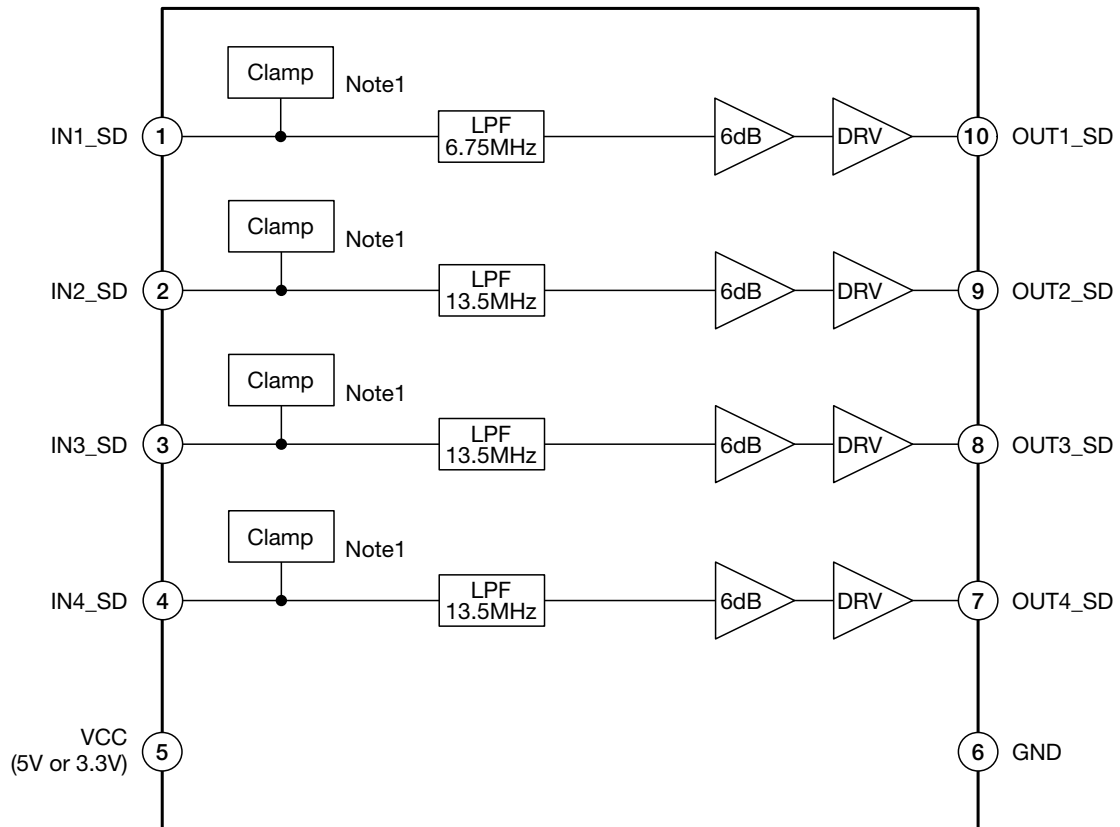 Clamp
Note1
IN1_SD
1
LPF
6.75MHz
6dB
DRV
10
OUT1_SD
Clamp
Note1
IN2_SD
2
LPF
13.5MHz
6dB
DRV
9
OUT2_SD
Clamp
Note1
IN3_SD
3
LPF
13.5MHz
6dB
DRV
8
OUT3_SD
Clamp
Note1
IN4_SD
4
LPF
13.5MHz
6dB
DRV
7
OUT4_SD
VCC
(5V or 3.3V)
5
6
GND